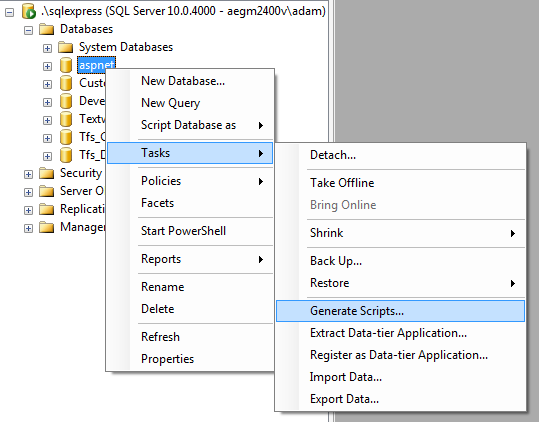 .\sqlexpress (SQL Server 10.0.4000 - aegm2400v\adam)
Databases
System Databases
aspnet
Custo
Deve
Textw
Tfs_C
Tfs_D
Security
Server O
Replicati
Manage
New Database...
New Query
Script Database as
Tasks
Policies
Facets
Start PowerShell
Reports
Rename
Delete
Refresh
Properties
Detach...
Take Offline
Bring Online
Shrink
Back Up...
Restore
Generate Scripts...
Extract Data-tier Application...
Register as Data-tier Application...
Import Data...
Export Data...